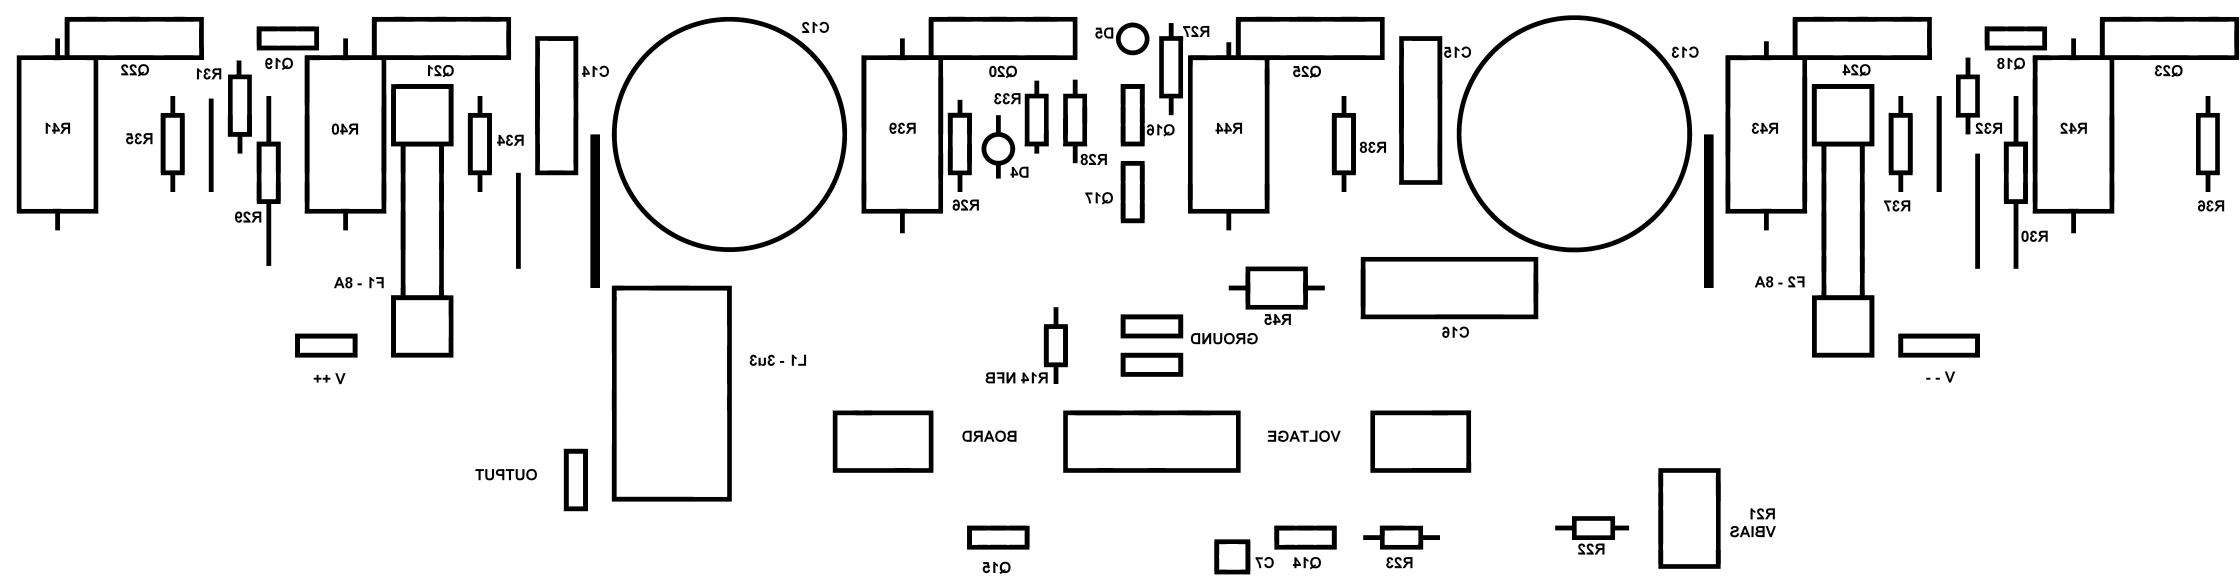 C12
D5
R27
Q22
R31
Q19
Q21
C14
Q20
Q25
C15
C13
Q24
Q18
Q23
R33
R41
R35
R40
R34
R39
D4
R28
Q16
R44
R38
R43
R32
R42
R29
R26
Q17
R37
R30
R36
F1 - 8A
F2 - 8A
R45
C16
GROUND
V ++
L1 - 3u3
R14 NFB
V - -
BOARD
VOLTAGE
OUTPUT
R21
VBIAS
Q15
C7
Q14
R23
R22